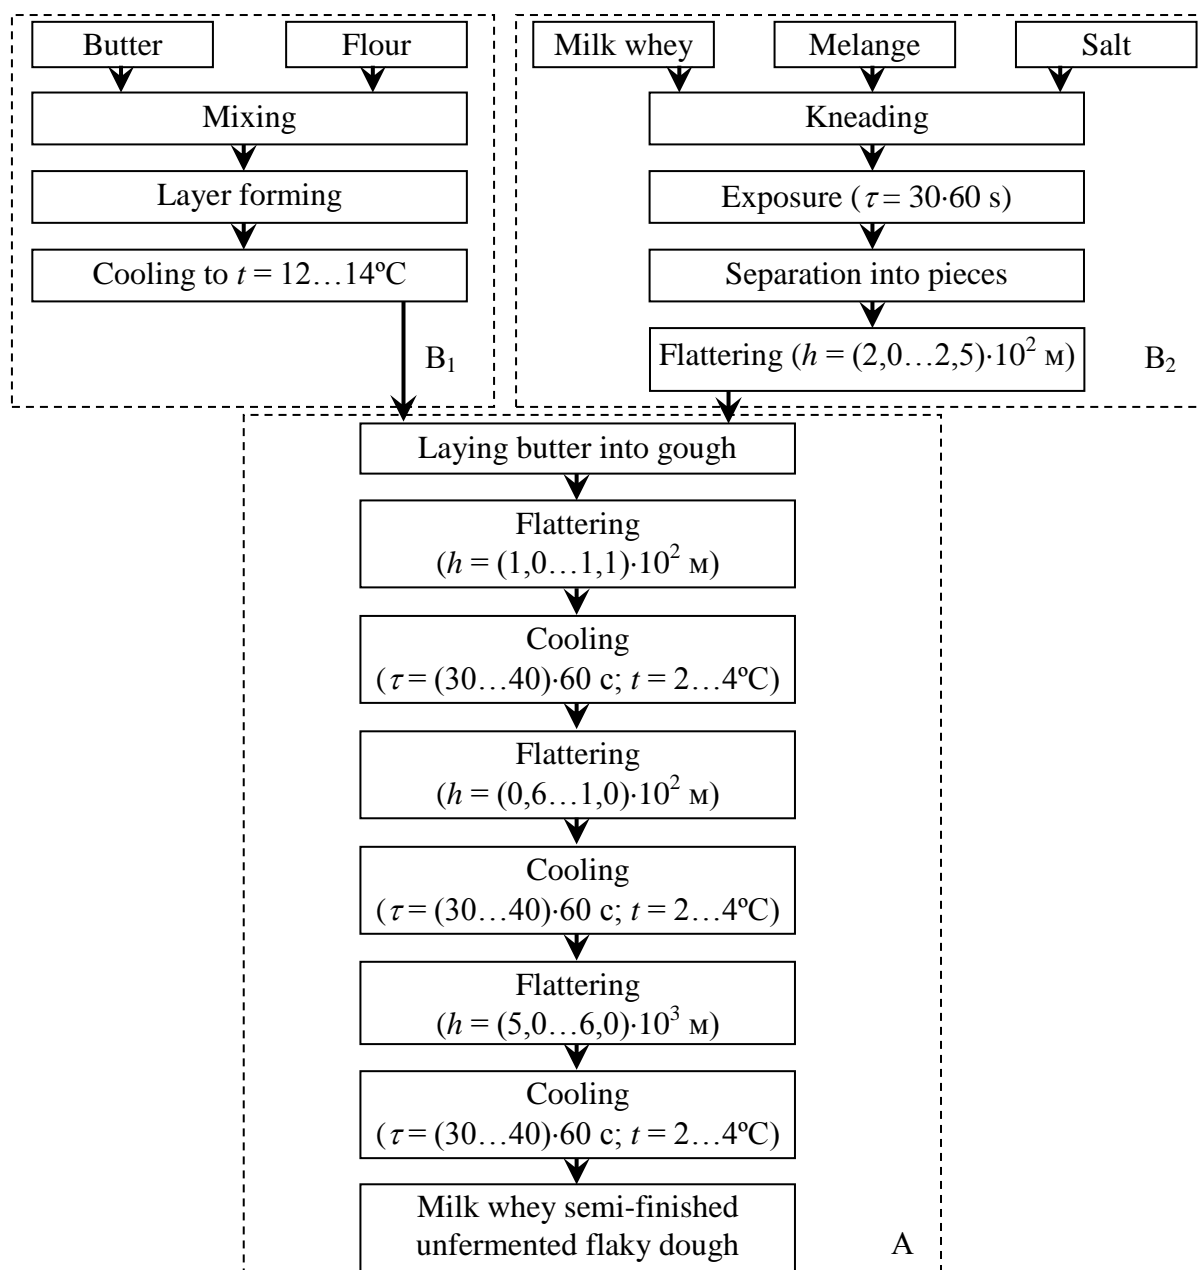 Butter
Flour
Mixing
Layer forming
Cooling to t = 12…14ºC
B₁
Milk whey
Melange
Salt
Kneading
Exposure (τ = 30·60 s)
Separation into pieces
Flattering (h = (2,0…2,5)·10² м)
B₂
Laying butter into gough
Flattering
(h = (1,0…1,1)·10² м)
Cooling
(τ = (30…40)·60 с; t = 2…4ºC)
Flattering
(h = (0,6…1,0)·10² м)
Cooling
(τ = (30…40)·60 с; t = 2…4ºC)
Flattering
(h = (5,0…6,0)·10³ м)
Cooling
(τ = (30…40)·60 с; t = 2…4ºC)
Milk whey semi-finished
unfermented flaky dough
A